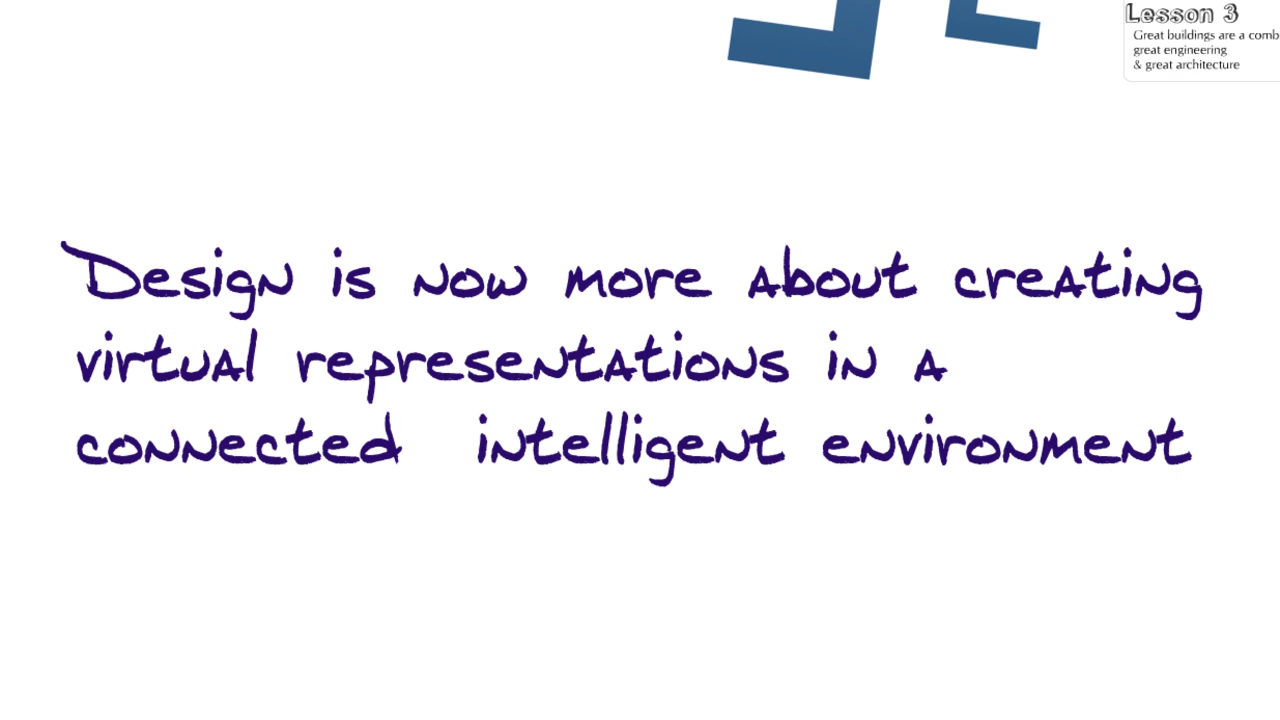 Lesson 3
Great buildings are a
great engineering
& great architecture
Design is now more about creating
virtual representations in a
connected intelligent environment